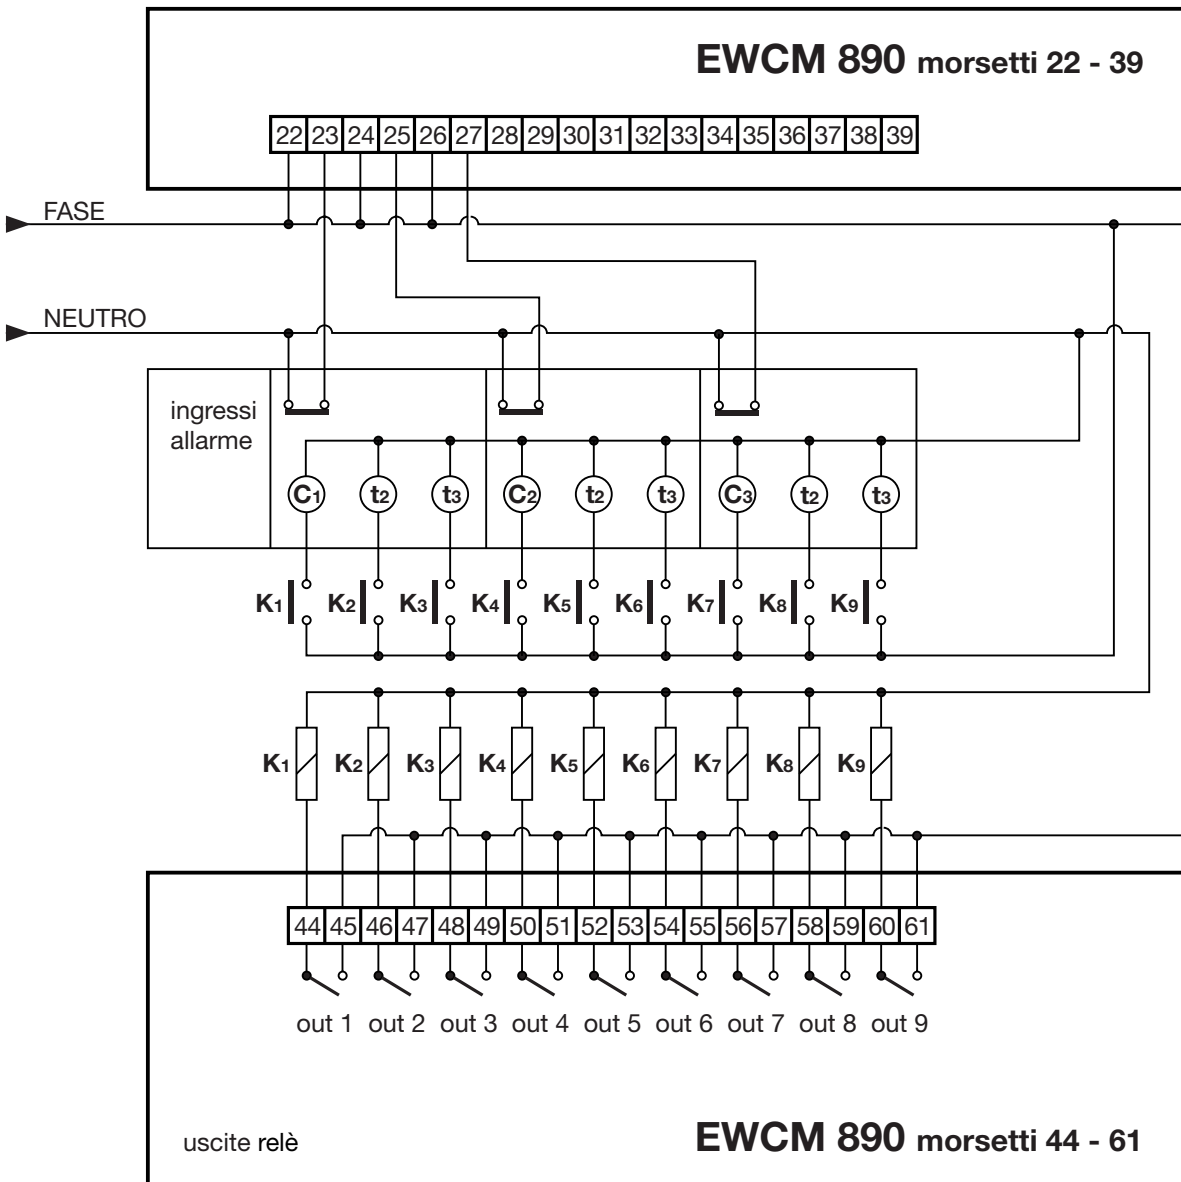 EWCM 890 morsetti 22 - 39
22 23 24 25 26 27 28 29 30 31 32 33 34 35 36 37 38 39
FASE
NEUTRO
ingressi
allarme
C1 t2 t3 C2 t2 t3 C3 t2 t3
K1 K2 K3 K4 K5 K6 K7 K8 K9
K1 K2 K3 K4 K5 K6 K7 K8 K9
44 45 46 47 48 49 50 51 52 53 54 55 56 57 58 59 60 61
out 1 out 2 out 3 out 4 out 5 out 6 out 7 out 8 out 9
uscite relè
EWCM 890 morsetti 44 - 61